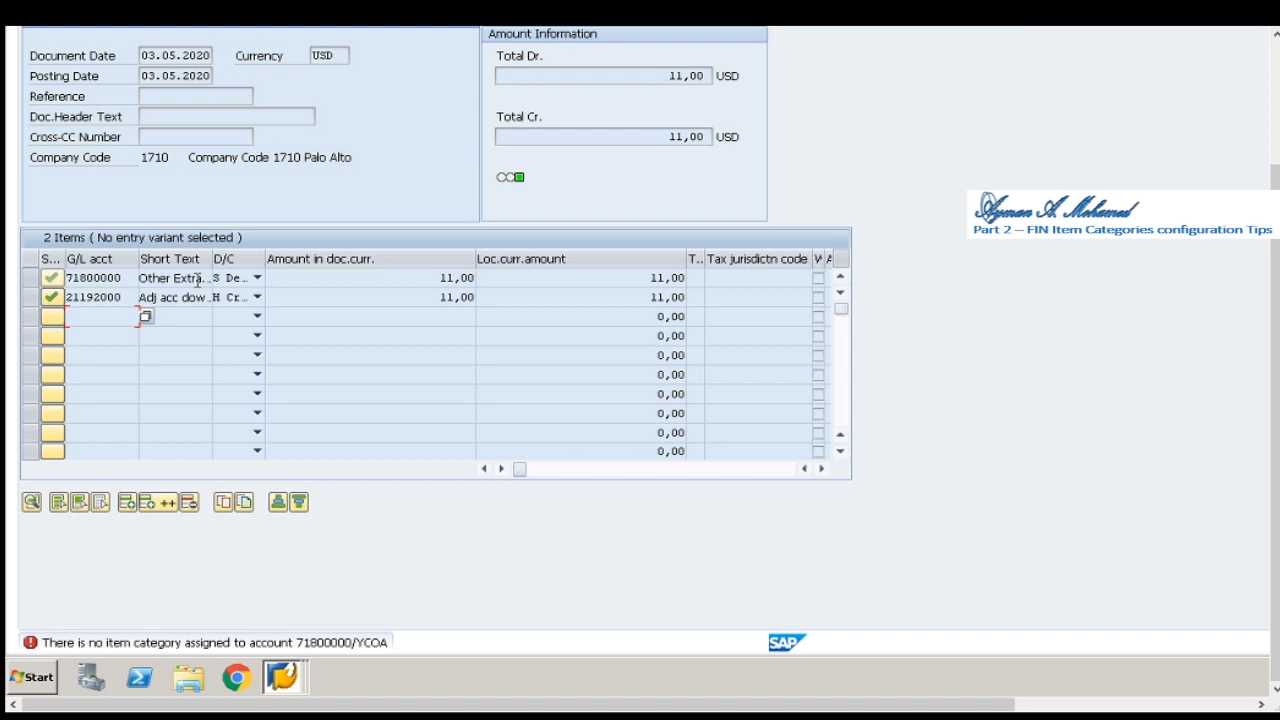 Amount Information
Document Date 03.05.2020 Currency USD
Total Dr.
Posting Date 03.05.2020
11,00 USD
Reference
Doc.Header Text
Total Cr.
Cross-CC Number
11,00 USD
Company Code 1710 Company Code 1710 Palo Alto
Ayman A. Mohamed
Part 2 – FIN Item Categories configuration Tips
2 Items ( No entry variant selected )
S... G/L acct Short Text D/C Amount in doc.curr. Loc.curr.amount T.. Tax jurisdictn code V A
71800000 Other Extra.. S De... 11,00 11,00
21192000 Adj acc dow.. H Cr... 11,00 11,00
0,00
0,00
0,00
0,00
0,00
0,00
0,00
0,00
There is no item category assigned to account 71800000/YCOA
SAP
Start